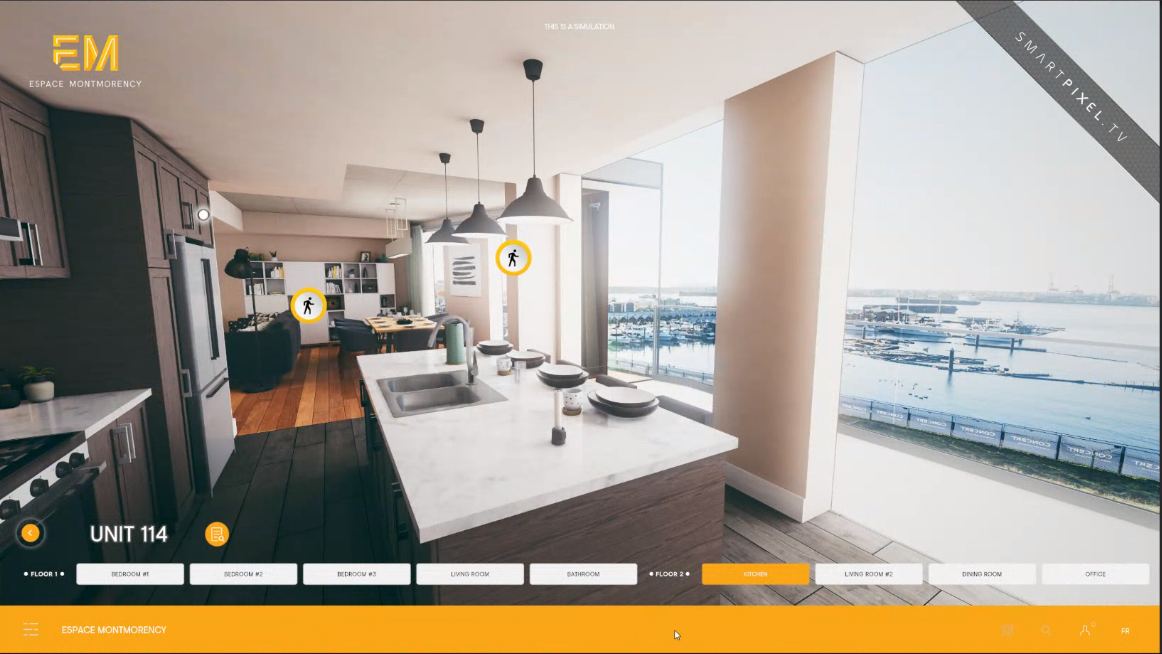 THIS IS A SIMULATION
EM
ESPACE MONTMORENCY
SMARTPIXEL.TV
UNIT 114
• FLOOR 1 •
BEDROOM #1
BEDROOM #2
BEDROOM #3
LIVING ROOM
BATHROOM
• FLOOR 2 •
KITCHEN
LIVING ROOM #2
DINING ROOM
OFFICE
ESPACE MONTMORENCY
0
FR